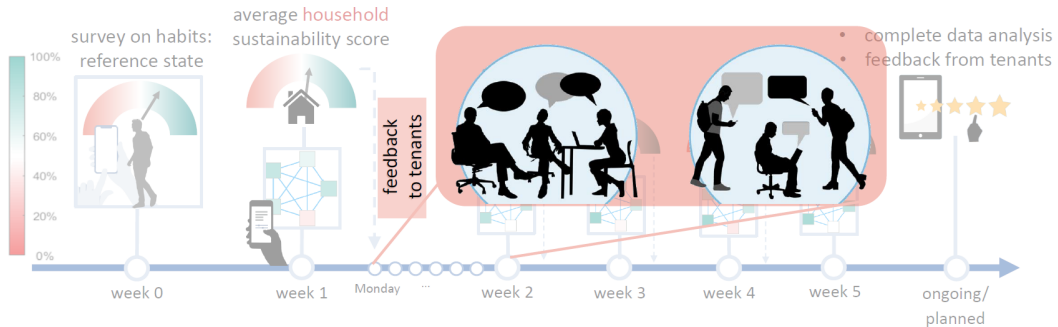 survey on habits:
reference state
average household
sustainability score
• complete data analysis
• feedback from tenants
100%
80%
60%
40%
20%
0%
feedback
to tenants
week 0
week 1
Monday
...
week 2
week 3
week 4
week 5
ongoing/
planned